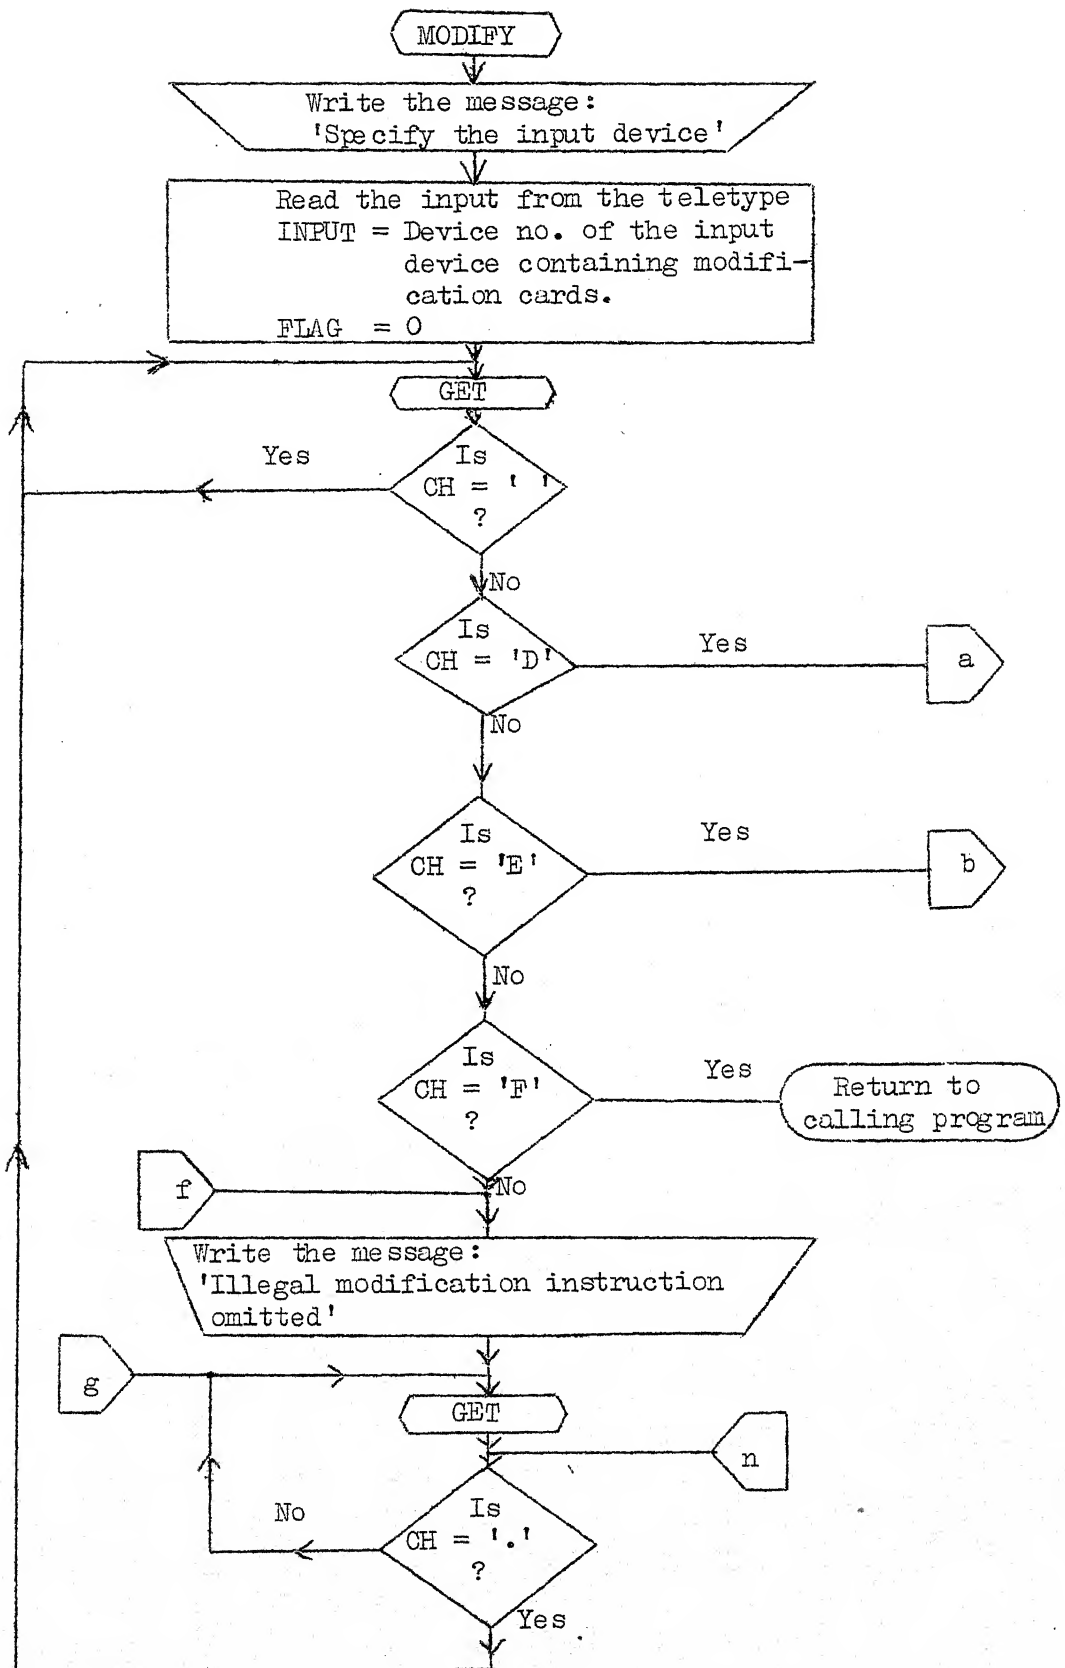 MODIFY
Write the message:
'Specify the input device'
Read the input from the teletype
INPUT = Device no. of the input
device containing modifi-
cation cards.
FLAG = 0
GET
Yes
Is
CH = ' '
?
No
Is
CH = 'D'
Yes
a
No
Is
CH = 'E'
?
Yes
b
No
Is
CH = 'F'
?
Yes
Return to
calling program
f
No
Write the message:
'Illegal modification instruction
omitted'
g
GET
n
No
Is
CH = '.'
?
Yes